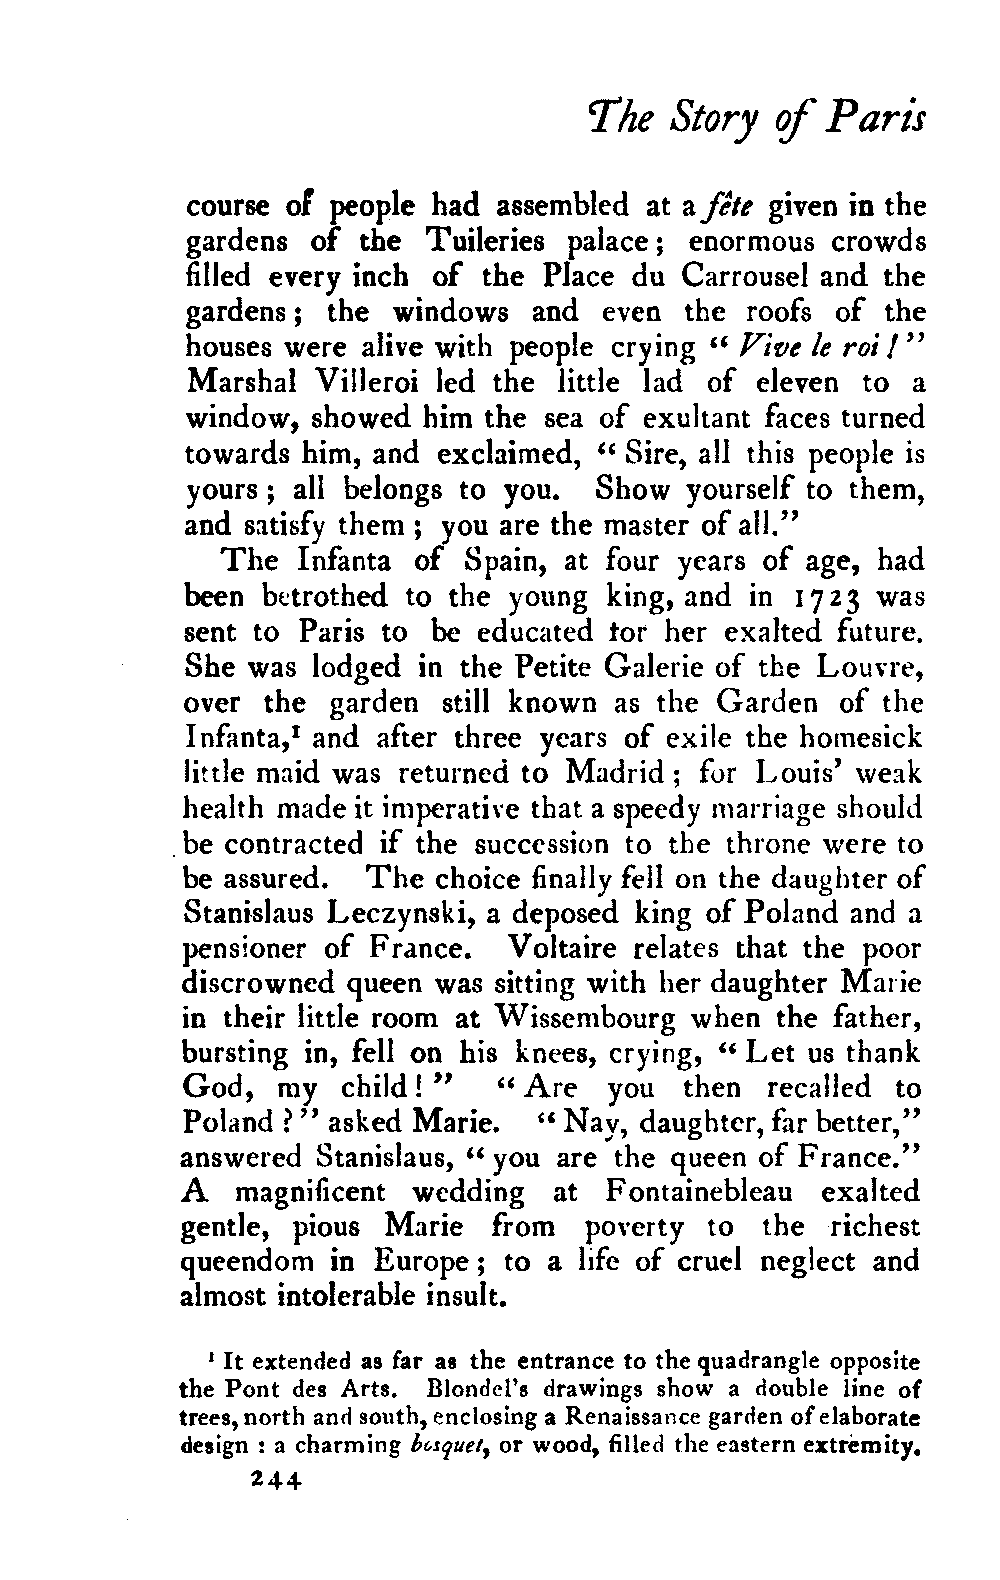 The Story of Paris
course of people had assembled at a fête given in the
gardens of the Tuileries palace; enormous crowds
filled every inch of the Place du Carrousel and the
gardens; the windows and even the roofs of the
houses were alive with people crying “ Vive le roi ! ”
Marshal Villeroi led the little lad of eleven to a
window, showed him the sea of exultant faces turned
towards him, and exclaimed, “ Sire, all this people is
yours ; all belongs to you. Show yourself to them,
and satisfy them ; you are the master of all.”
The Infanta of Spain, at four years of age, had
been betrothed to the young king, and in 1723 was
sent to Paris to be educated for her exalted future.
She was lodged in the Petite Galerie of the Louvre,
over the garden still known as the Garden of the
Infanta,¹ and after three years of exile the homesick
little maid was returned to Madrid ; for Louis’ weak
health made it imperative that a speedy marriage should
be contracted if the succession to the throne were to
be assured. The choice finally fell on the daughter of
Stanislaus Leczynski, a deposed king of Poland and a
pensioner of France. Voltaire relates that the poor
discrowned queen was sitting with her daughter Marie
in their little room at Wissembourg when the father,
bursting in, fell on his knees, crying, “ Let us thank
God, my child ! ” “ Are you then recalled to
Poland ? ” asked Marie. “ Nay, daughter, far better,”
answered Stanislaus, “ you are the queen of France.”
A magnificent wedding at Fontainebleau exalted
gentle, pious Marie from poverty to the richest
queendom in Europe ; to a life of cruel neglect and
almost intolerable insult.
¹ It extended as far as the entrance to the quadrangle opposite
the Pont des Arts. Blondel’s drawings show a double line of
trees, north and south, enclosing a Renaissance garden of elaborate
design : a charming bosquet, or wood, filled the eastern extremity.
244